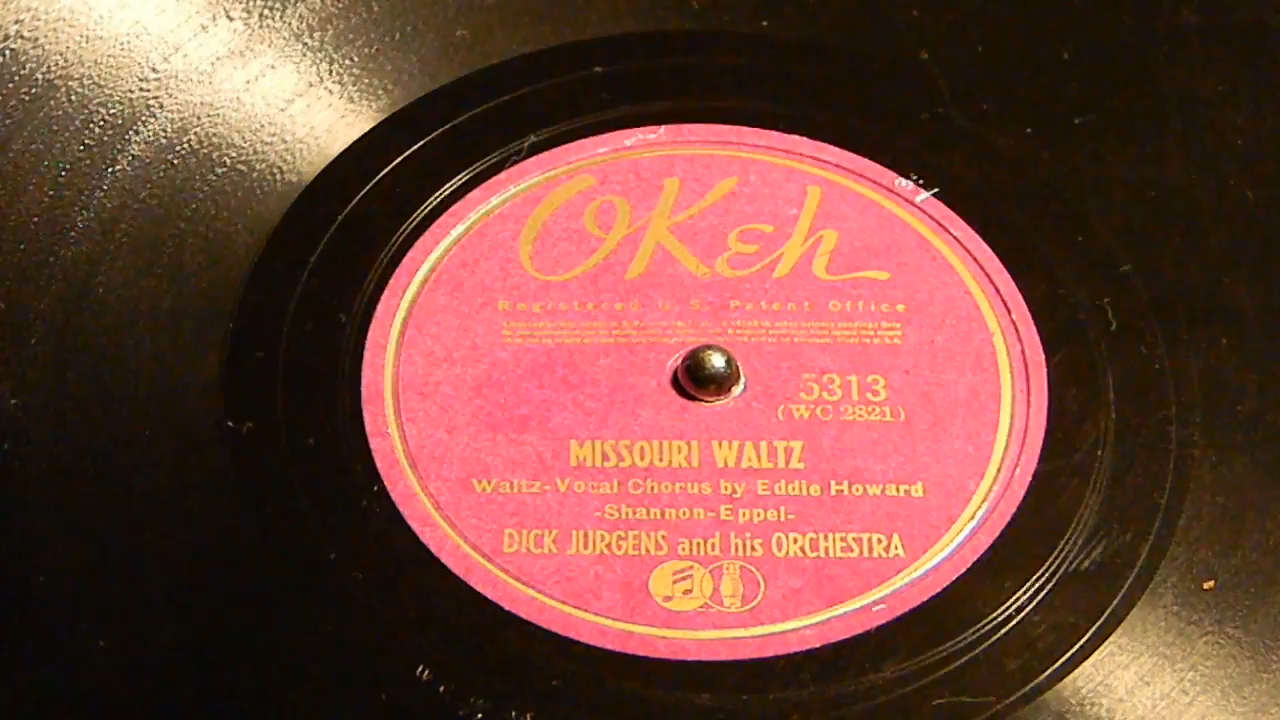 OKeh
Registered U.S. Patent Office
5313
(WC 2821)
MISSOURI WALTZ
Waltz-Vocal Chorus by Eddie Howard
-Shannon-Eppel-
DICK JURGENS and his ORCHESTRA
CBS